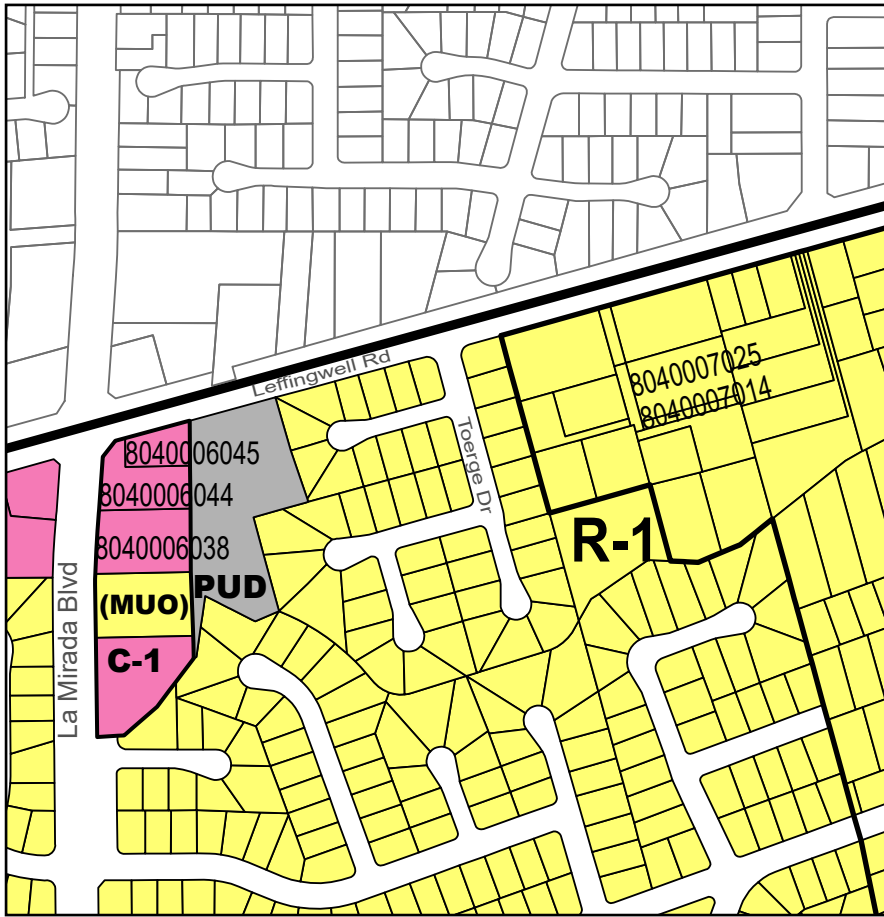 Leffingwell Rd
8040007025
8040007014
Toerge Dr
8040006045
8040006044
8040006038
R-1
PUD
(MUO)
C-1
La Mirada Blvd